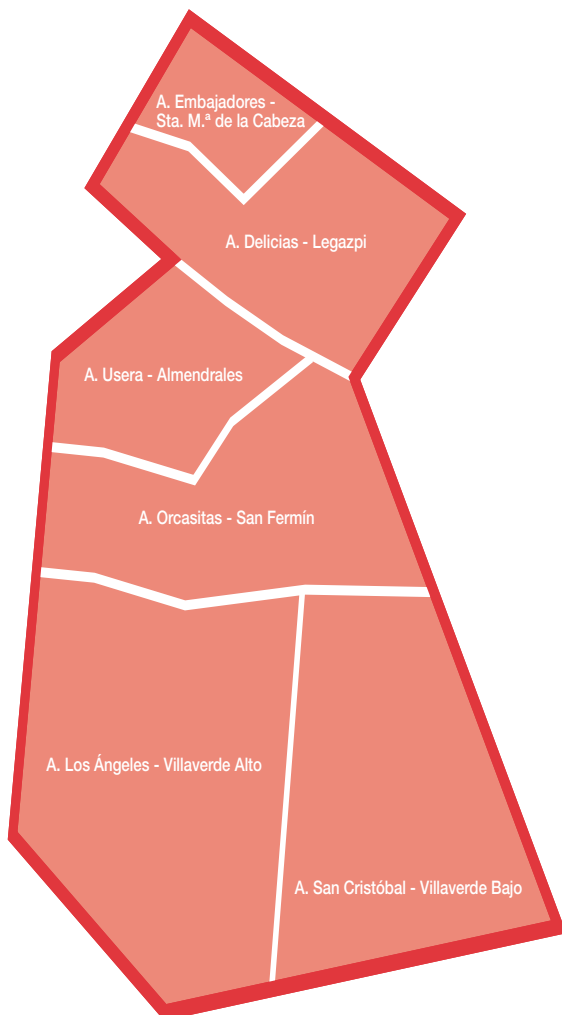 A. Embajadores -
Sta. M.ª de la Cabeza
A. Delicias - Legazpi
A. Usera - Almendrales
A. Orcasitas - San Fermín
A. Los Ángeles - Villaverde Alto
A. San Cristóbal - Villaverde Bajo